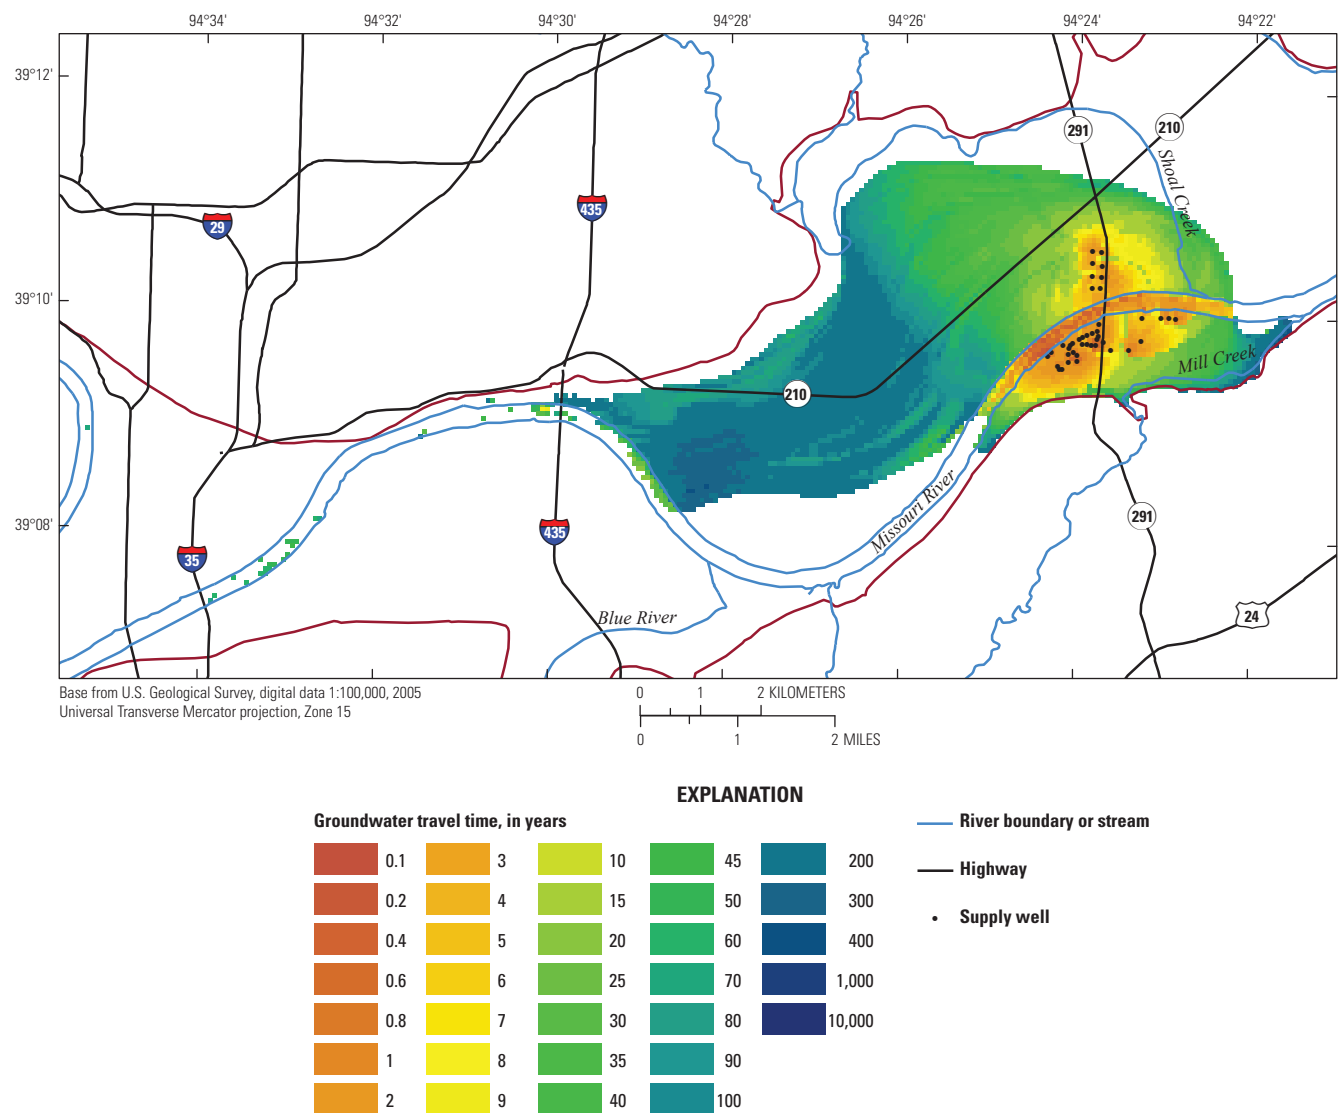 94°34' 94°32' 94°30' 94°28' 94°26' 94°24' 94°22'
39°12'
291 210
Shoal Creek
435
29
39°10'
Mill Creek
210
Missouri River
39°08'
435
291
35
Blue River
24
Base from U.S. Geological Survey, digital data 1:100,000, 2005
Universal Transverse Mercator projection, Zone 15
0 1 2 KILOMETERS
0 1 2 MILES
EXPLANATION
Groundwater travel time, in years
0.1 3 10 45 200
0.2 4 15 50 300
0.4 5 20 60 400
0.6 6 25 70 1,000
0.8 7 30 80 10,000
1 8 35 90
2 9 40 100
River boundary or stream
Highway
Supply well